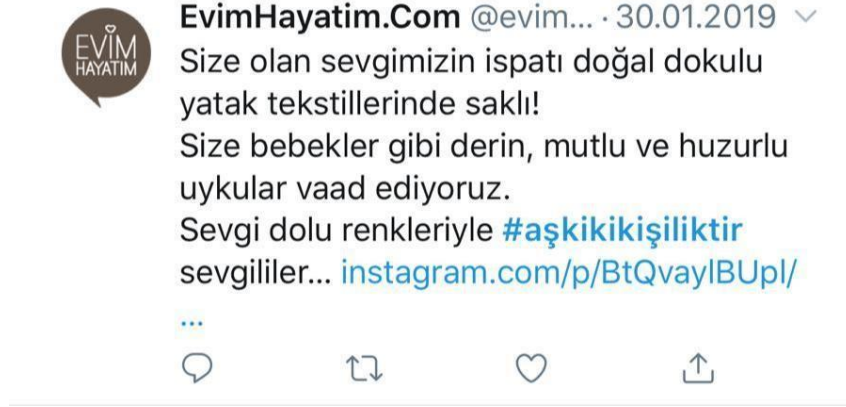 EVİM
HAYATIM
EvimHayatim.Com @evim... · 30.01.2019
Size olan sevgimizin ispatı doğal dokulu
yatak tekstillerinde saklı!
Size bebekler gibi derin, mutlu ve huzurlu
uykular vaad ediyoruz.
Sevgi dolu renkleriyle #aşkikikişiliktir
sevgililer... instagram.com/p/BtQvaylBUpl/
...